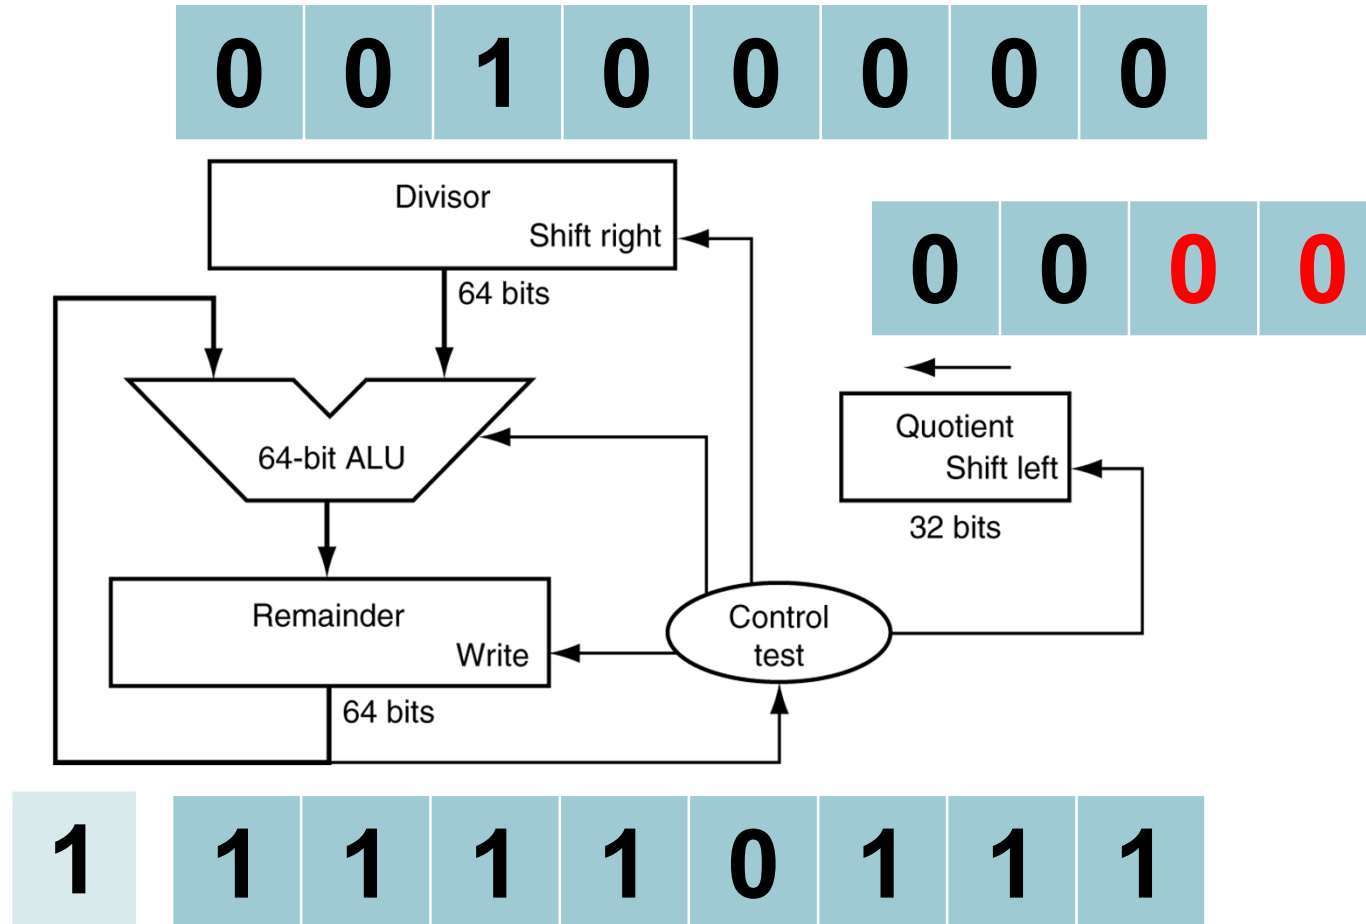 0 0 1 0 0 0 0 0
Divisor
Shift right
0 0 0 0
64 bits
Quotient
64-bit ALU
Shift left
32 bits
Remainder
Control
test
Write
64 bits
1 1 1 1 1 0 1 1 1